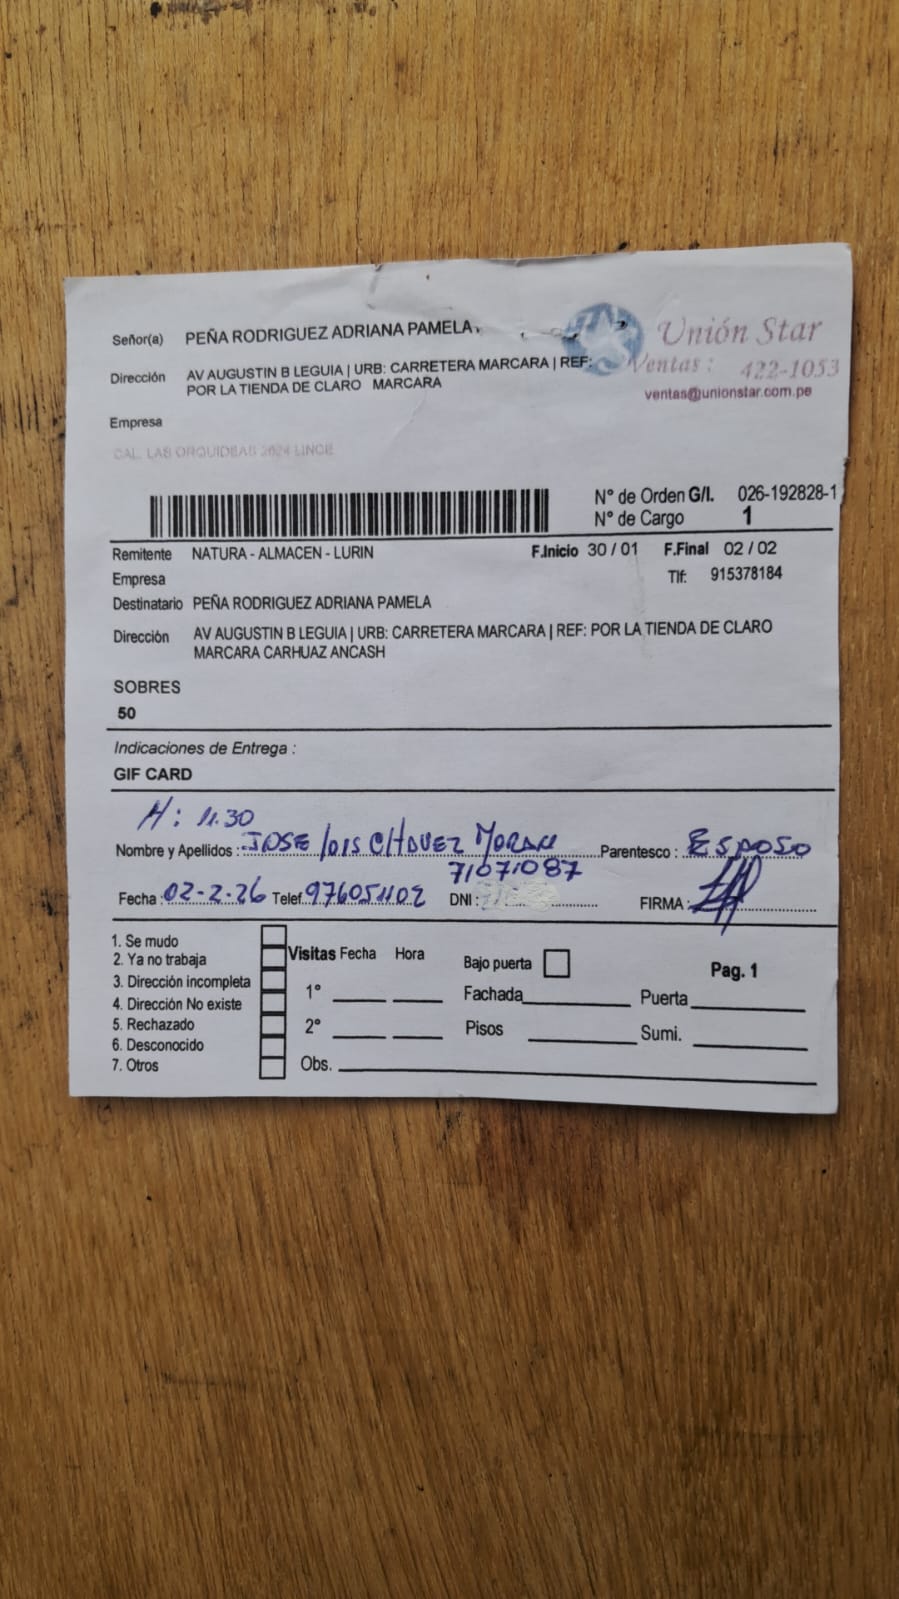 Señor(a) PEÑA RODRIGUEZ ADRIANA PAMELA
Unión Star
Ventas : 422-1053
ventas@unionstar.com.pe
Dirección AV AUGUSTIN B LEGUIA | URB: CARRETERA MARCARA | REF:
POR LA TIENDA DE CLARO MARCARA
Empresa
CAL. LAS ORQUIDEAS 2624 LINCE
N° de Orden G/I. 026-192828-1
N° de Cargo 1
Remitente NATURA - ALMACEN - LURIN F.Inicio 30 / 01 F.Final 02 / 02
Empresa Tlf: 915378184
Destinatario PEÑA RODRIGUEZ ADRIANA PAMELA
Dirección AV AUGUSTIN B LEGUIA | URB: CARRETERA MARCARA | REF: POR LA TIENDA DE CLARO
MARCARA CARHUAZ ANCASH
SOBRES
50
Indicaciones de Entrega :
GIF CARD
H: 11.30
Nombre y Apellidos : JOSE LUIS CHAVEZ MORAN Parentesco : ESPOSO
71071087
Fecha : 02-2-26 Telef. 976051102 DNI : FIRMA :
1. Se mudo
2. Ya no trabaja
3. Dirección incompleta
4. Dirección No existe
5. Rechazado
6. Desconocido
7. Otros
Visitas Fecha Hora
1°
2°
Obs.
Bajo puerta
Fachada
Pisos
Pag. 1
Puerta
Sumi.